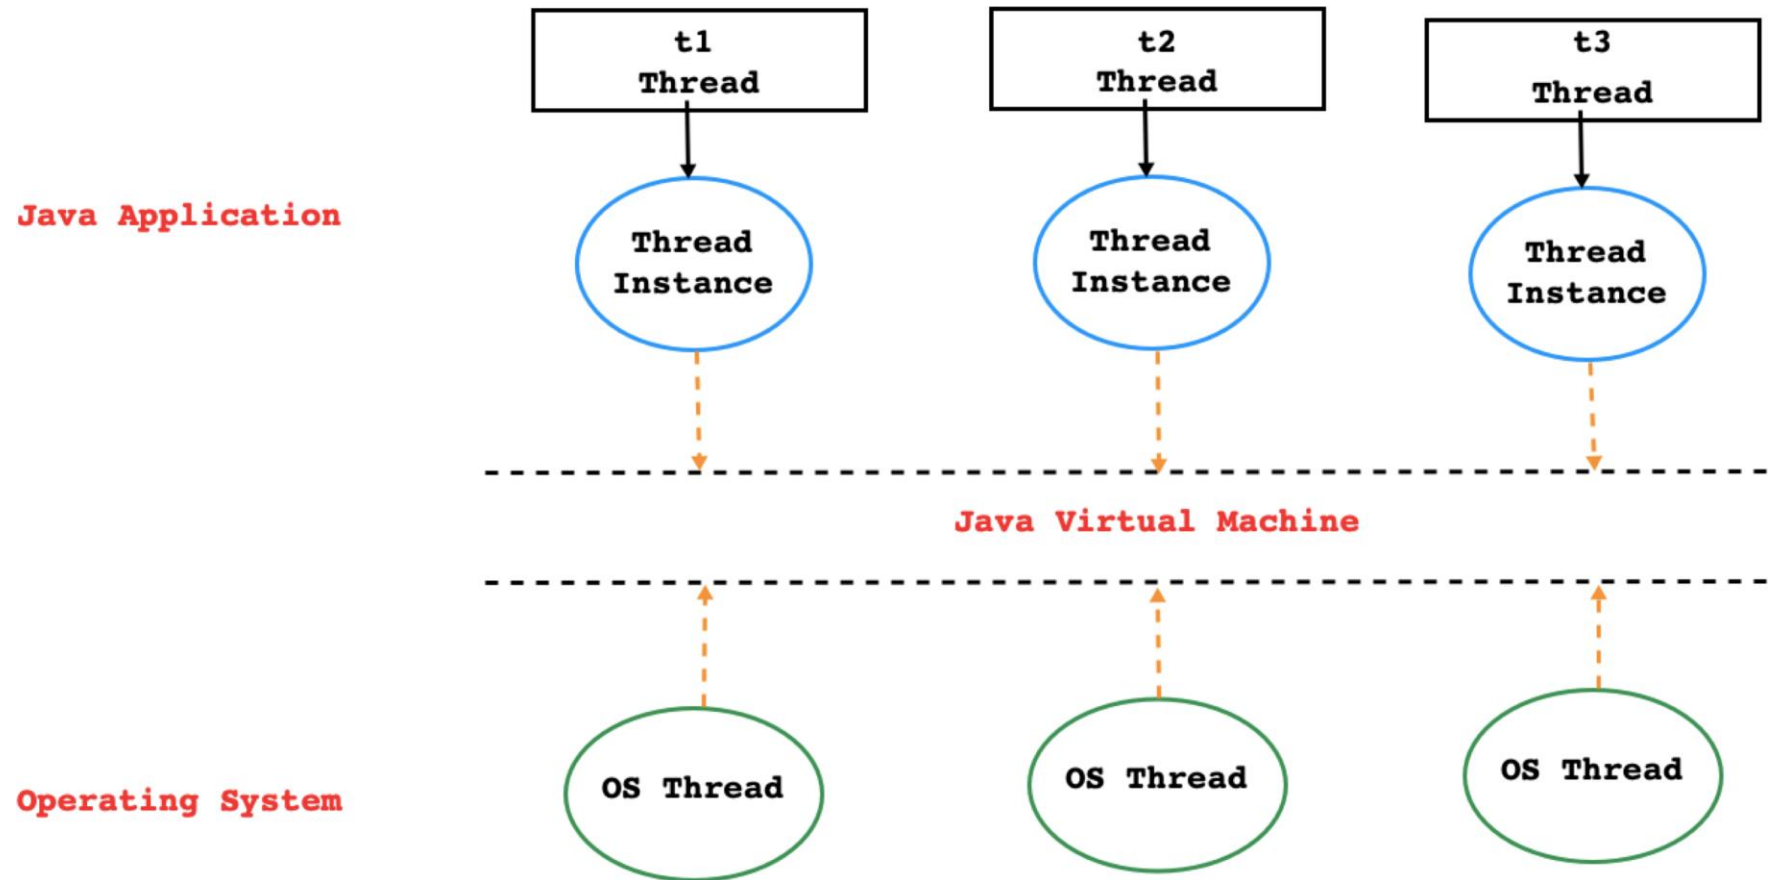 t1
Thread
t2
Thread
t3
Thread
Java Application
Thread
Instance
Thread
Instance
Thread
Instance
Java Virtual Machine
Operating System
OS Thread
OS Thread
OS Thread